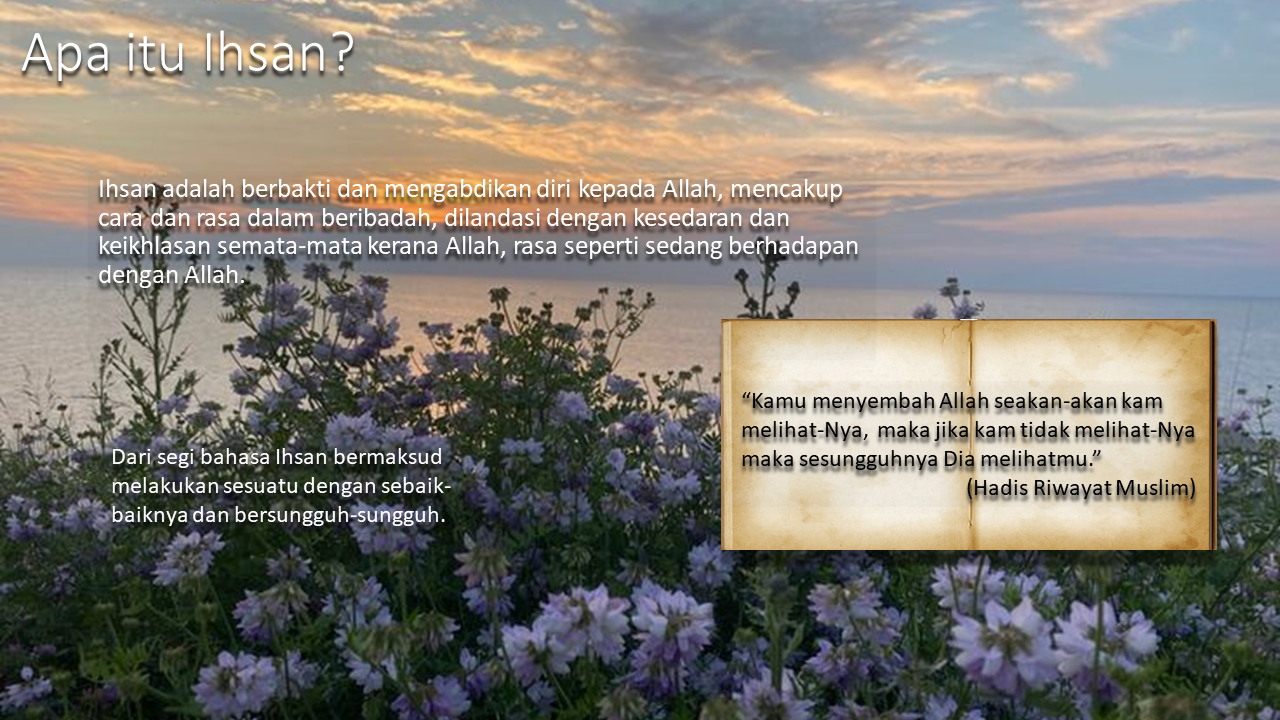 Apa itu Ihsan?
Ihsan adalah berbakti dan mengabdikan diri kepada Allah, mencakup
cara dan rasa dalam beribadah, dilandasi dengan kesedaran dan
keikhlasan semata-mata kerana Allah, rasa seperti sedang berhadapan
dengan Allah.
Dari segi bahasa Ihsan bermaksud
melakukan sesuatu dengan sebaik-
baiknya dan bersungguh-sungguh.
“Kamu menyembah Allah seakan-akan kam
melihat-Nya, maka jika kam tidak melihat-Nya
maka sesungguhnya Dia melihatmu.”
(Hadis Riwayat Muslim)